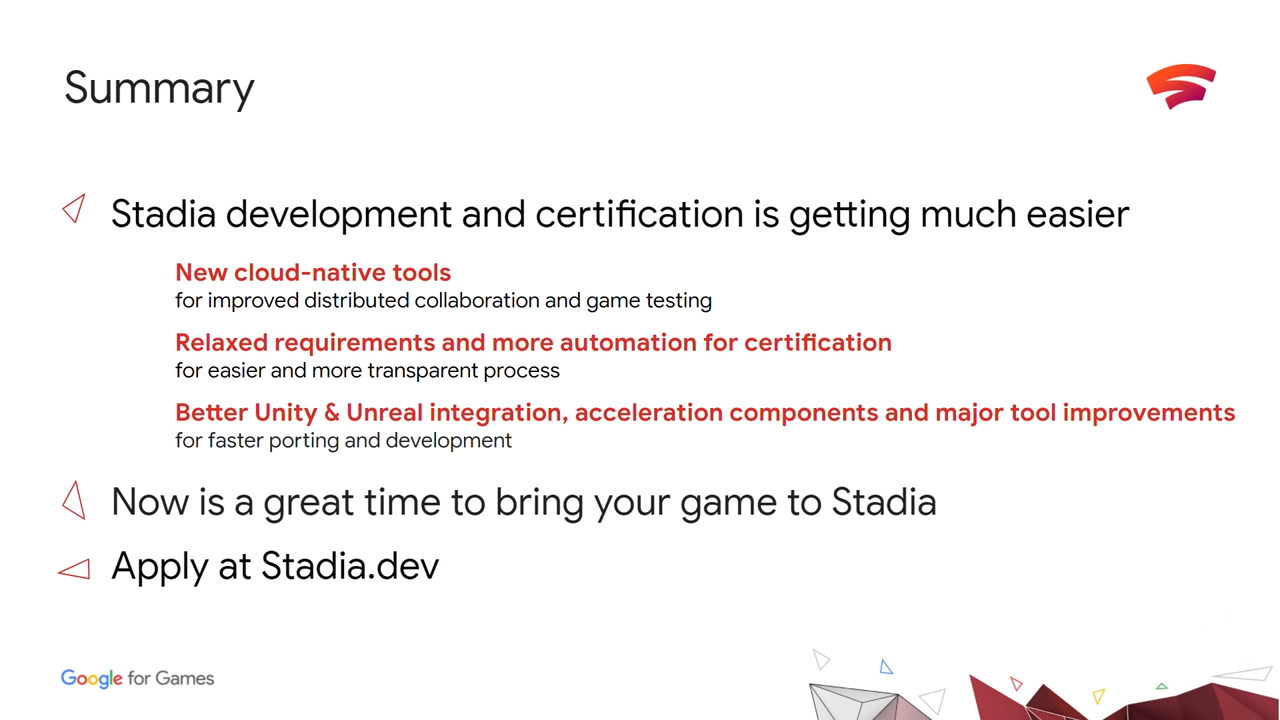 Summary
Stadia development and certification is getting much easier
New cloud-native tools
for improved distributed collaboration and game testing
Relaxed requirements and more automation for certification
for easier and more transparent process
Better Unity & Unreal integration, acceleration components and major tool improvements
for faster porting and development
Now is a great time to bring your game to Stadia
Apply at Stadia.dev
Google for Games